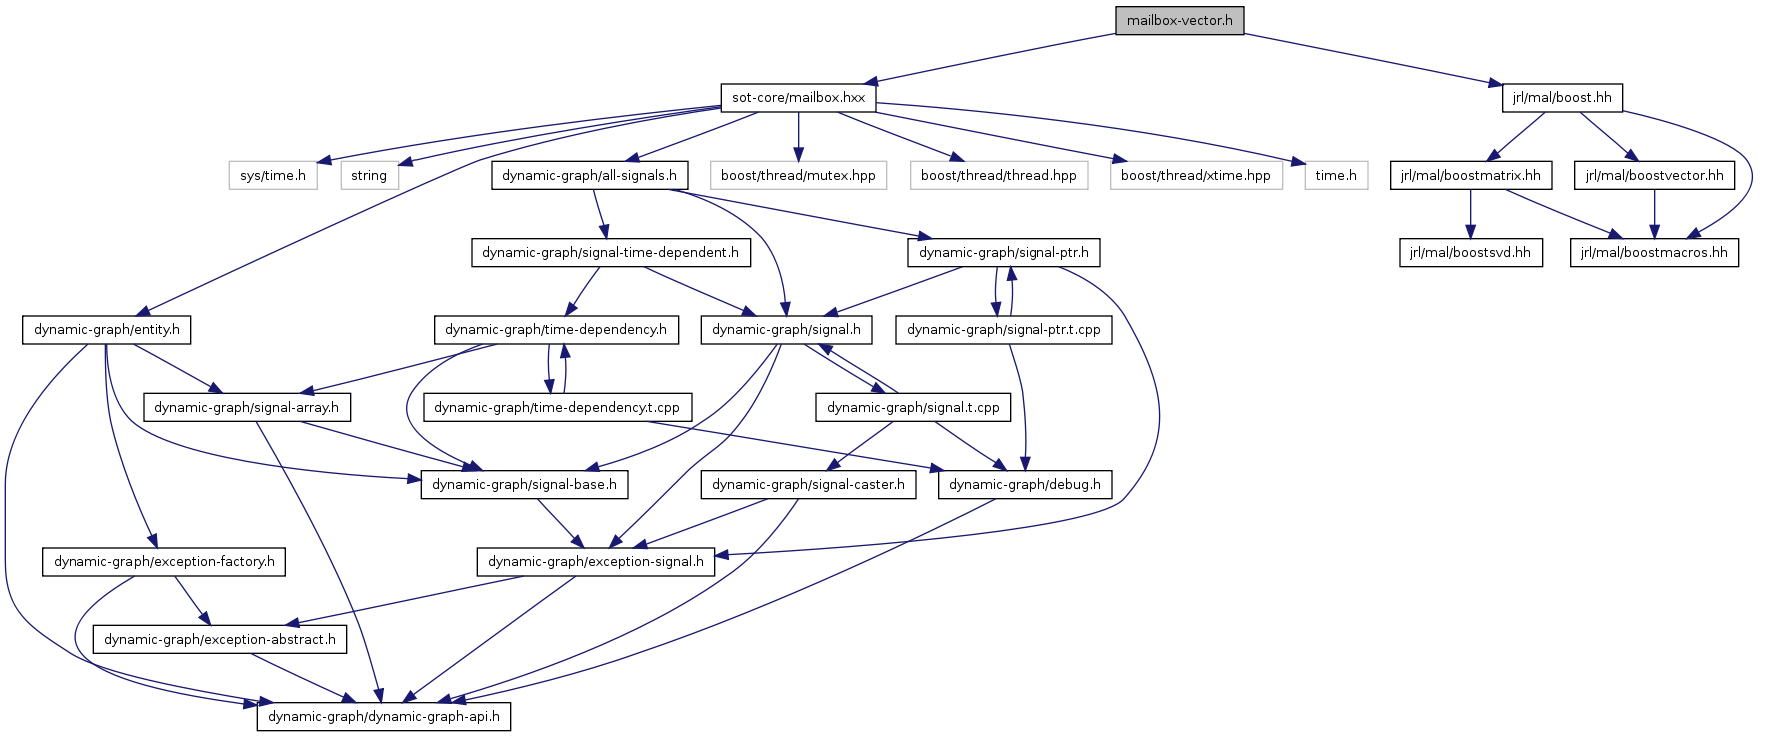 mailbox-vector.h
sot-core/mailbox.hxx
jrl/mal/boost.hh
sys/time.h
string
dynamic-graph/all-signals.h
boost/thread/mutex.hpp
boost/thread/thread.hpp
boost/thread/xtime.hpp
time.h
jrl/mal/boostmatrix.hh
jrl/mal/boostvector.hh
dynamic-graph/signal-time-dependent.h
dynamic-graph/signal-ptr.h
jrl/mal/boostsvd.hh
jrl/mal/boostmacros.hh
dynamic-graph/entity.h
dynamic-graph/time-dependency.h
dynamic-graph/signal.h
dynamic-graph/signal-ptr.t.cpp
dynamic-graph/signal-array.h
dynamic-graph/time-dependency.t.cpp
dynamic-graph/signal.t.cpp
dynamic-graph/signal-base.h
dynamic-graph/signal-caster.h
dynamic-graph/debug.h
dynamic-graph/exception-factory.h
dynamic-graph/exception-signal.h
dynamic-graph/exception-abstract.h
dynamic-graph/dynamic-graph-api.h